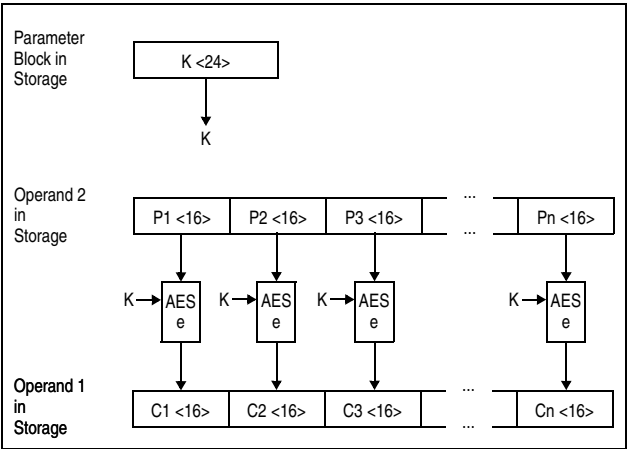 Parameter
Block in
Storage
K <24>
K
Operand 2
in
Storage
...
P1 <16> P2 <16> P3 <16> Pn <16>
...
K AES e K AES e K AES e K AES e
Operand 1
in
Storage
...
C1 <16> C2 <16> C3 <16> Cn <16>
...